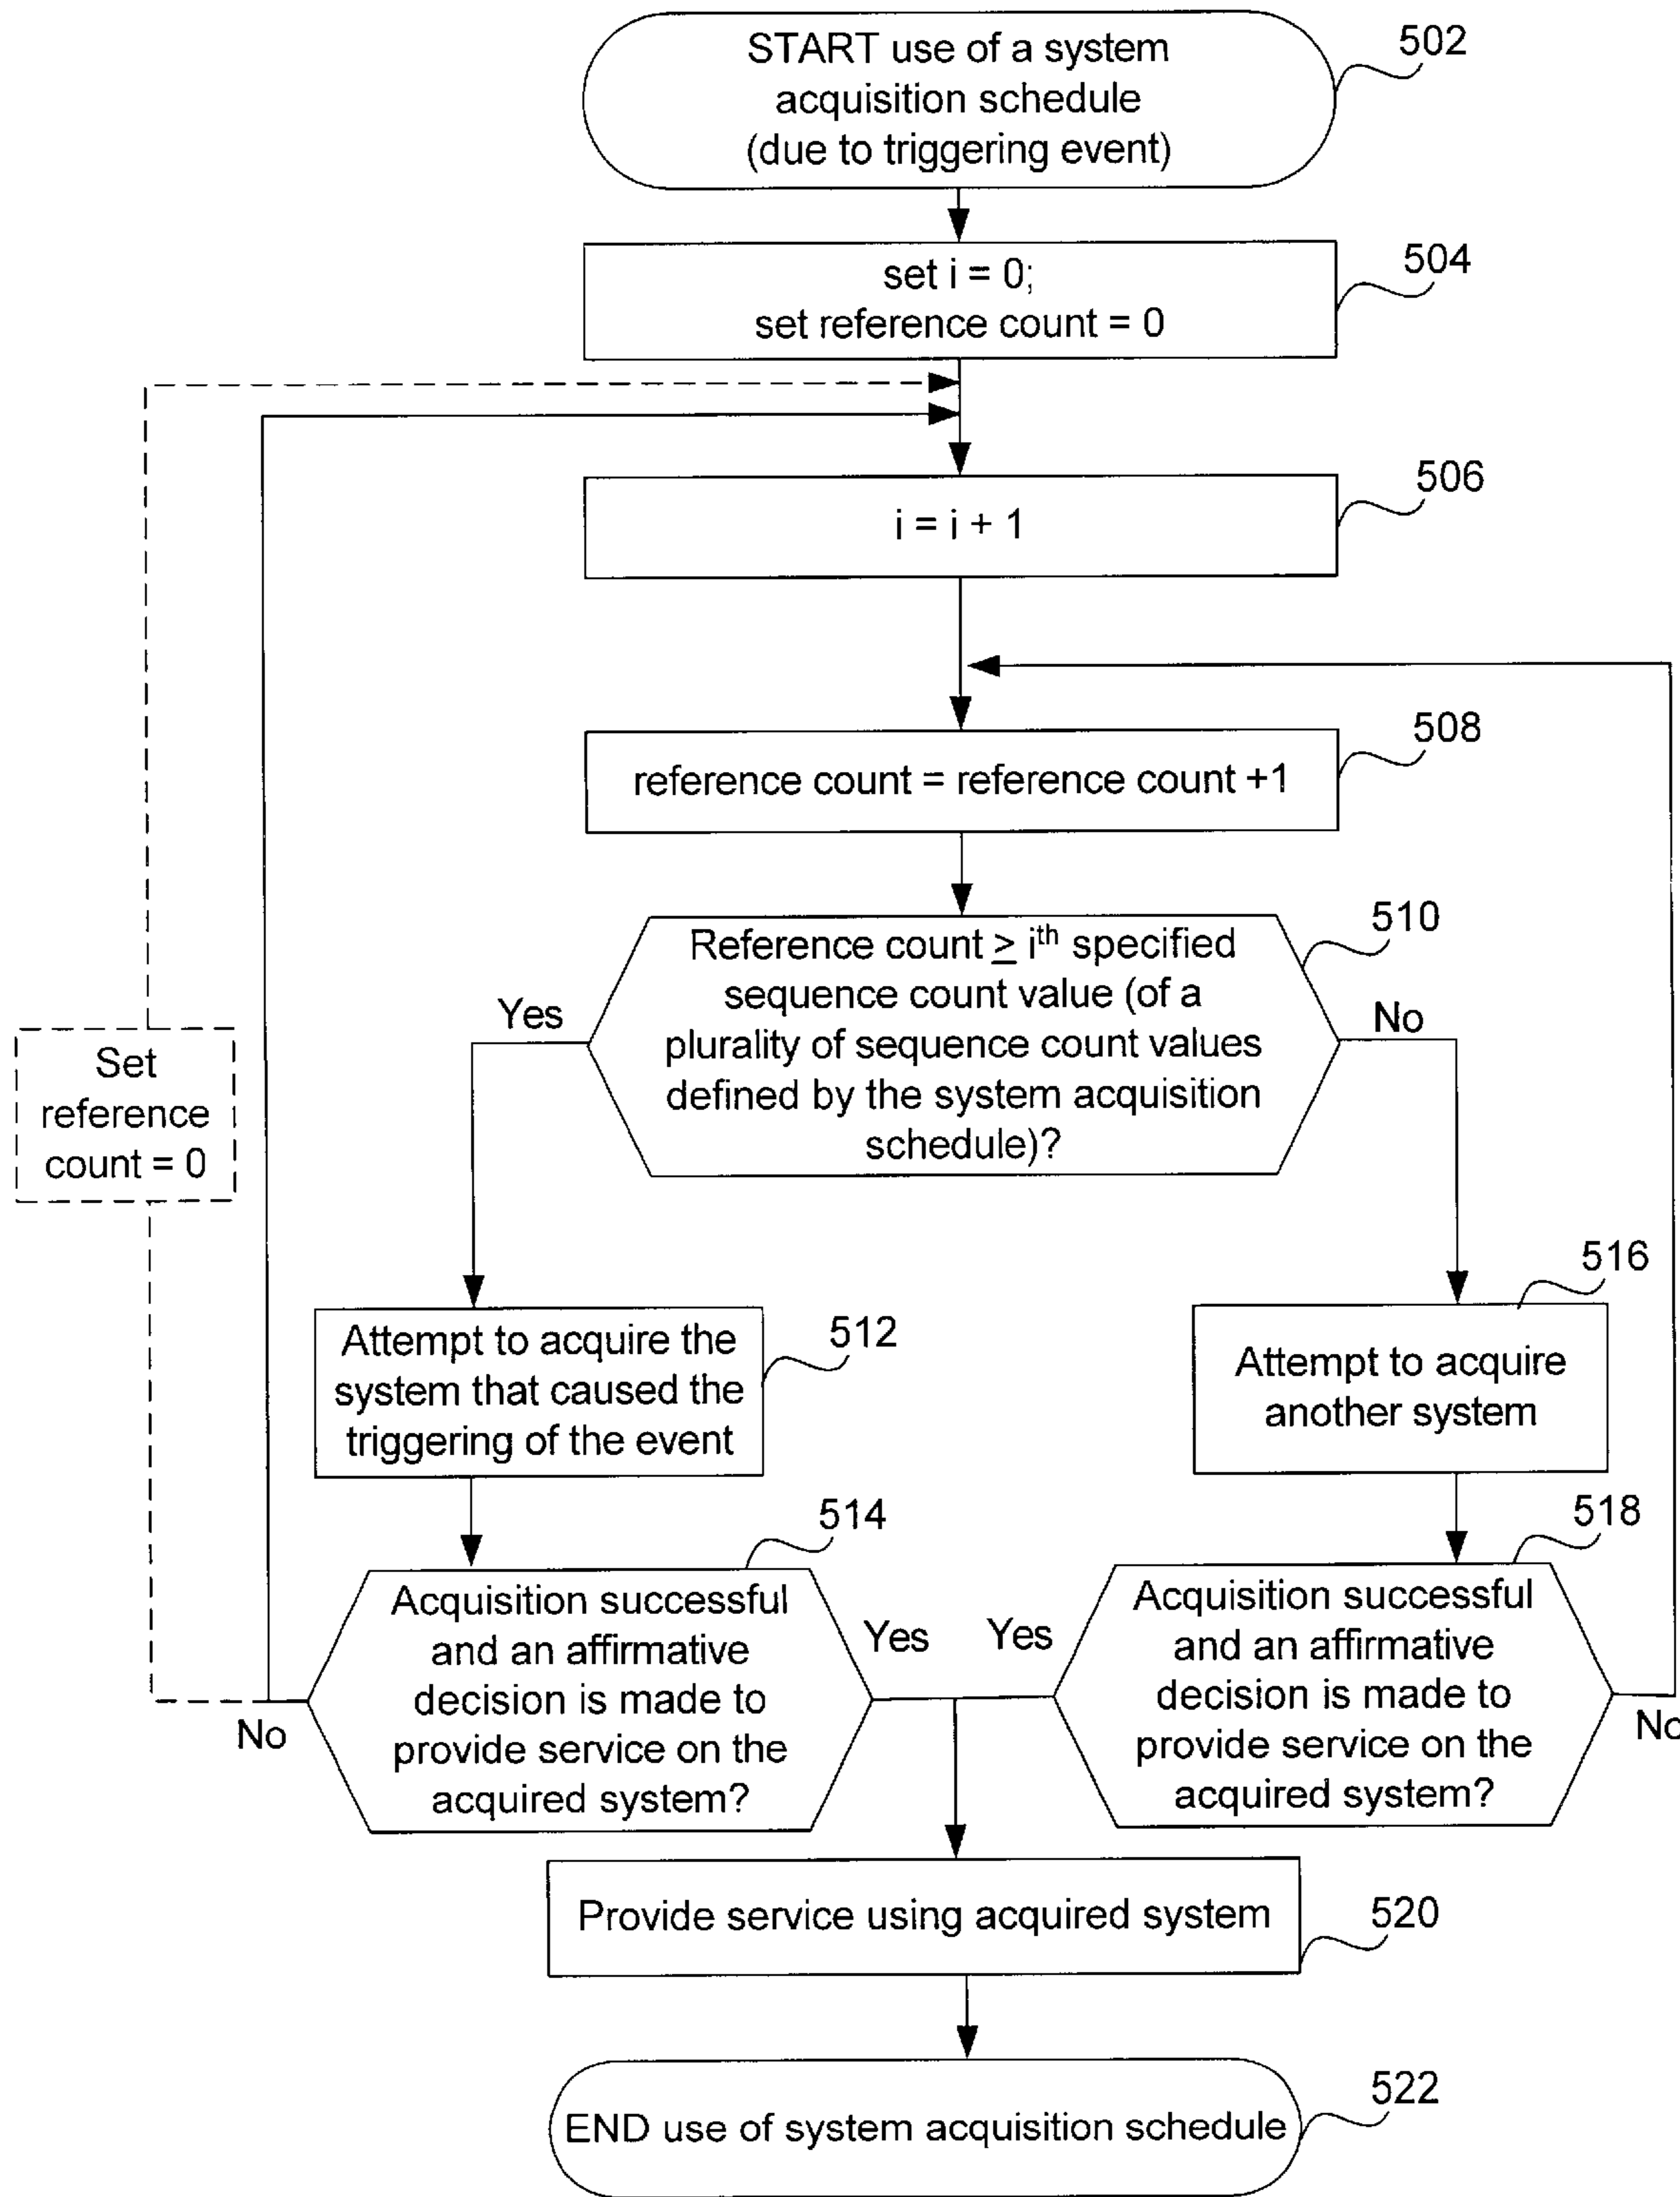 START use of a system
acquisition schedule
(due to triggering event)
502
set i = 0;
set reference count = 0
504
i = i + 1
506
reference count = reference count +1
508
Reference count ≥ iᵗʰ specified
sequence count value (of a
plurality of sequence count values
defined by the system acquisition
schedule)?
510
Yes
No
Set
reference
count = 0
Attempt to acquire the
system that caused the
triggering of the event
512
Attempt to acquire
another system
516
Acquisition successful
and an affirmative
decision is made to
provide service on the
acquired system?
514
Yes
No
Acquisition successful
and an affirmative
decision is made to
provide service on the
acquired system?
518
Yes
No
Provide service using acquired system
520
END use of system acquisition schedule
522